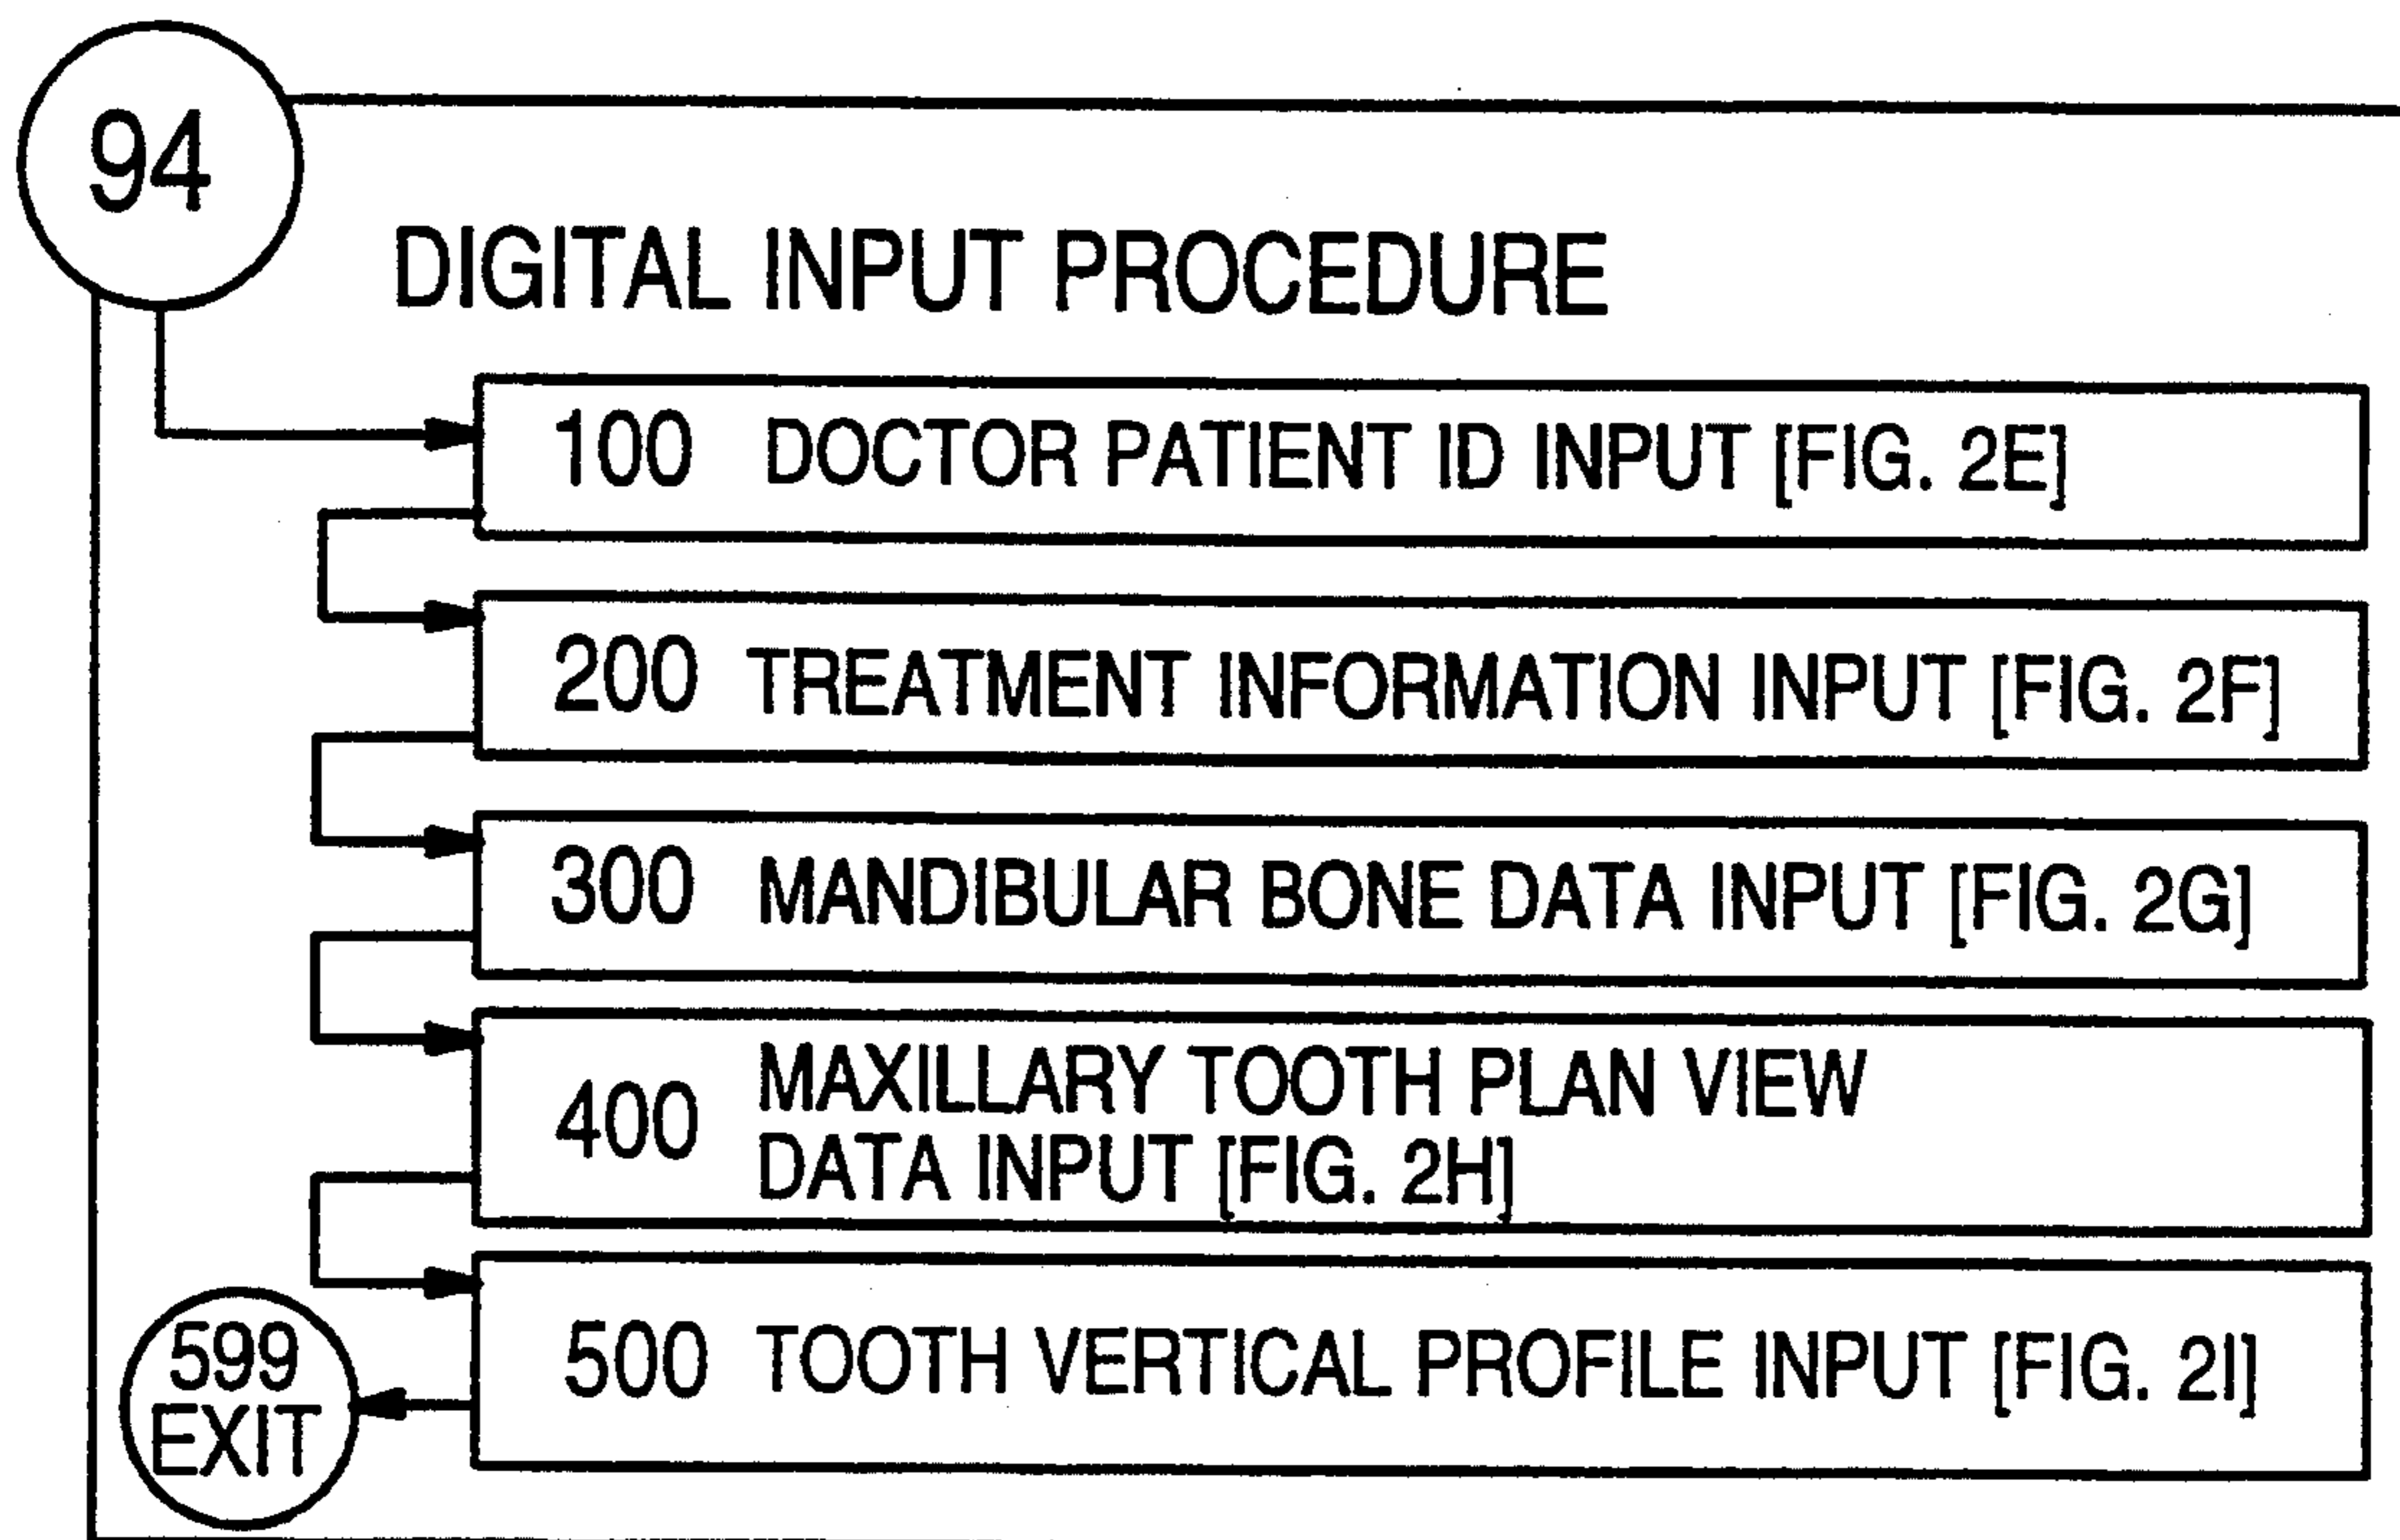 94
DIGITAL INPUT PROCEDURE
100 DOCTOR PATIENT ID INPUT [FIG. 2E]
200 TREATMENT INFORMATION INPUT [FIG. 2F]
300 MANDIBULAR BONE DATA INPUT [FIG. 2G]
400 MAXILLARY TOOTH PLAN VIEW
DATA INPUT [FIG. 2H]
500 TOOTH VERTICAL PROFILE INPUT [FIG. 2I]
599
EXIT